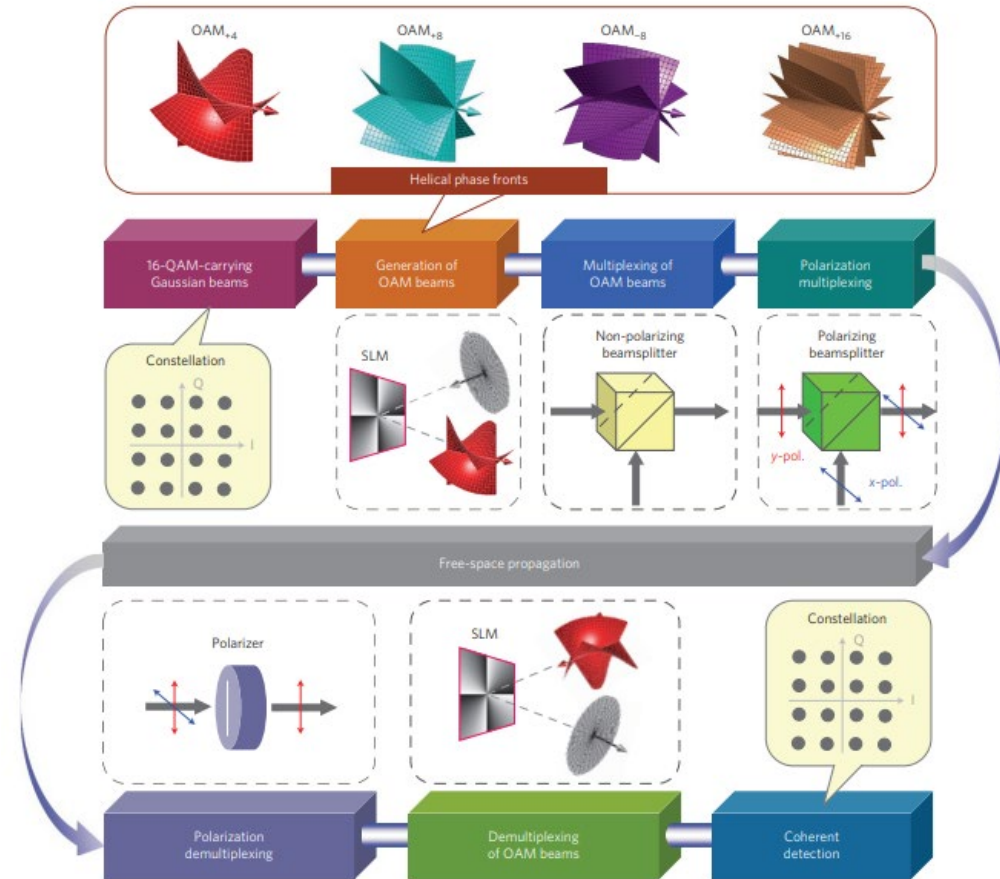 OAM+4
OAM+8
OAM−8
OAM+16
Helical phase fronts
16-QAM-carrying
Gaussian beams
Generation of
OAM beams
Multiplexing of
OAM beams
Polarization
multiplexing
Constellation
Q
I
SLM
Non-polarizing
beamsplitter
Polarizing
beamsplitter
y-pol.
x-pol.
Free-space propagation
Polarizer
SLM
Constellation
Q
I
Polarization
demultiplexing
Demultiplexing
of OAM beams
Coherent
detection